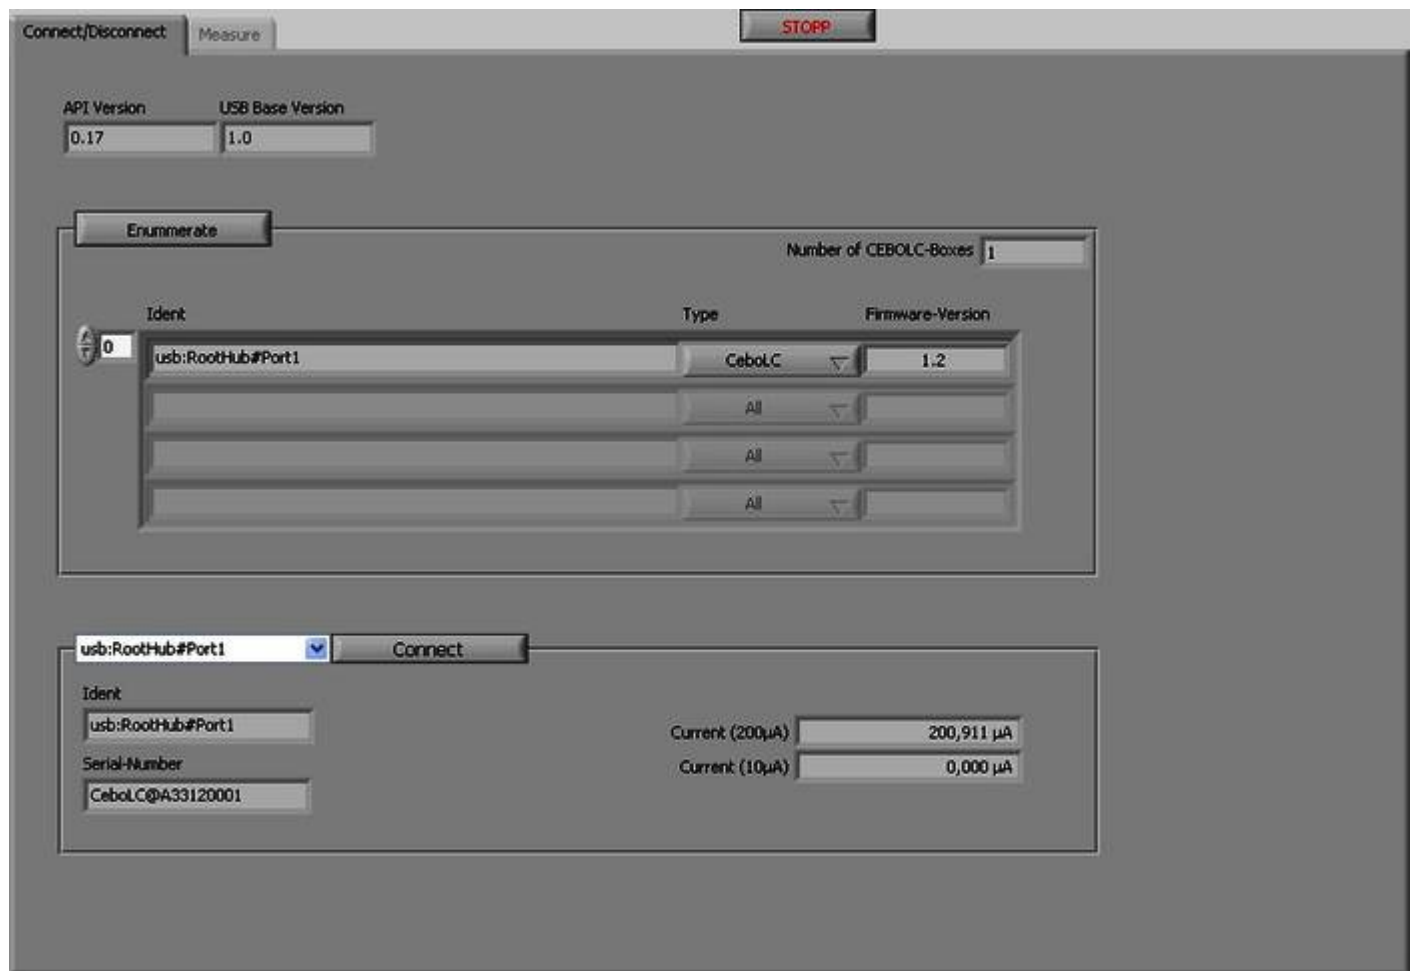 Connect/Disconnect Measure STOPP
API Version USB Base Version
0.17 1.0
Enummerate
Number of CEBOLC-Boxes 1
Ident Type Firmware-Version
0 usb:RootHub#Port1 CeboLC 1.2
All
All
All
usb:RootHub#Port1 Connect
Ident
usb:RootHub#Port1
Current (200µA) 200,911 µA
Serial-Number
Current (10µA) 0,000 µA
CeboLC@A33120001